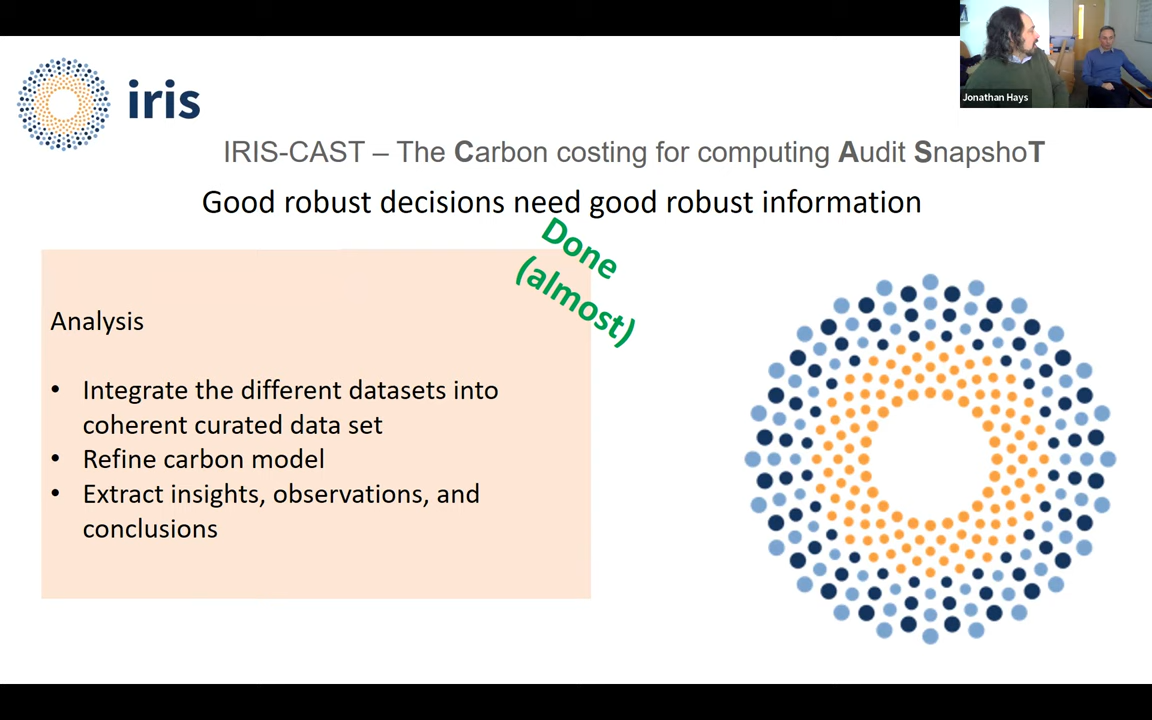 Jonathan Hays
iris
IRIS-CAST – The Carbon costing for computing Audit SnapshoT
Good robust decisions need good robust information
Done
(almost)
Analysis
• Integrate the different datasets into
coherent curated data set
• Refine carbon model
• Extract insights, observations, and
conclusions